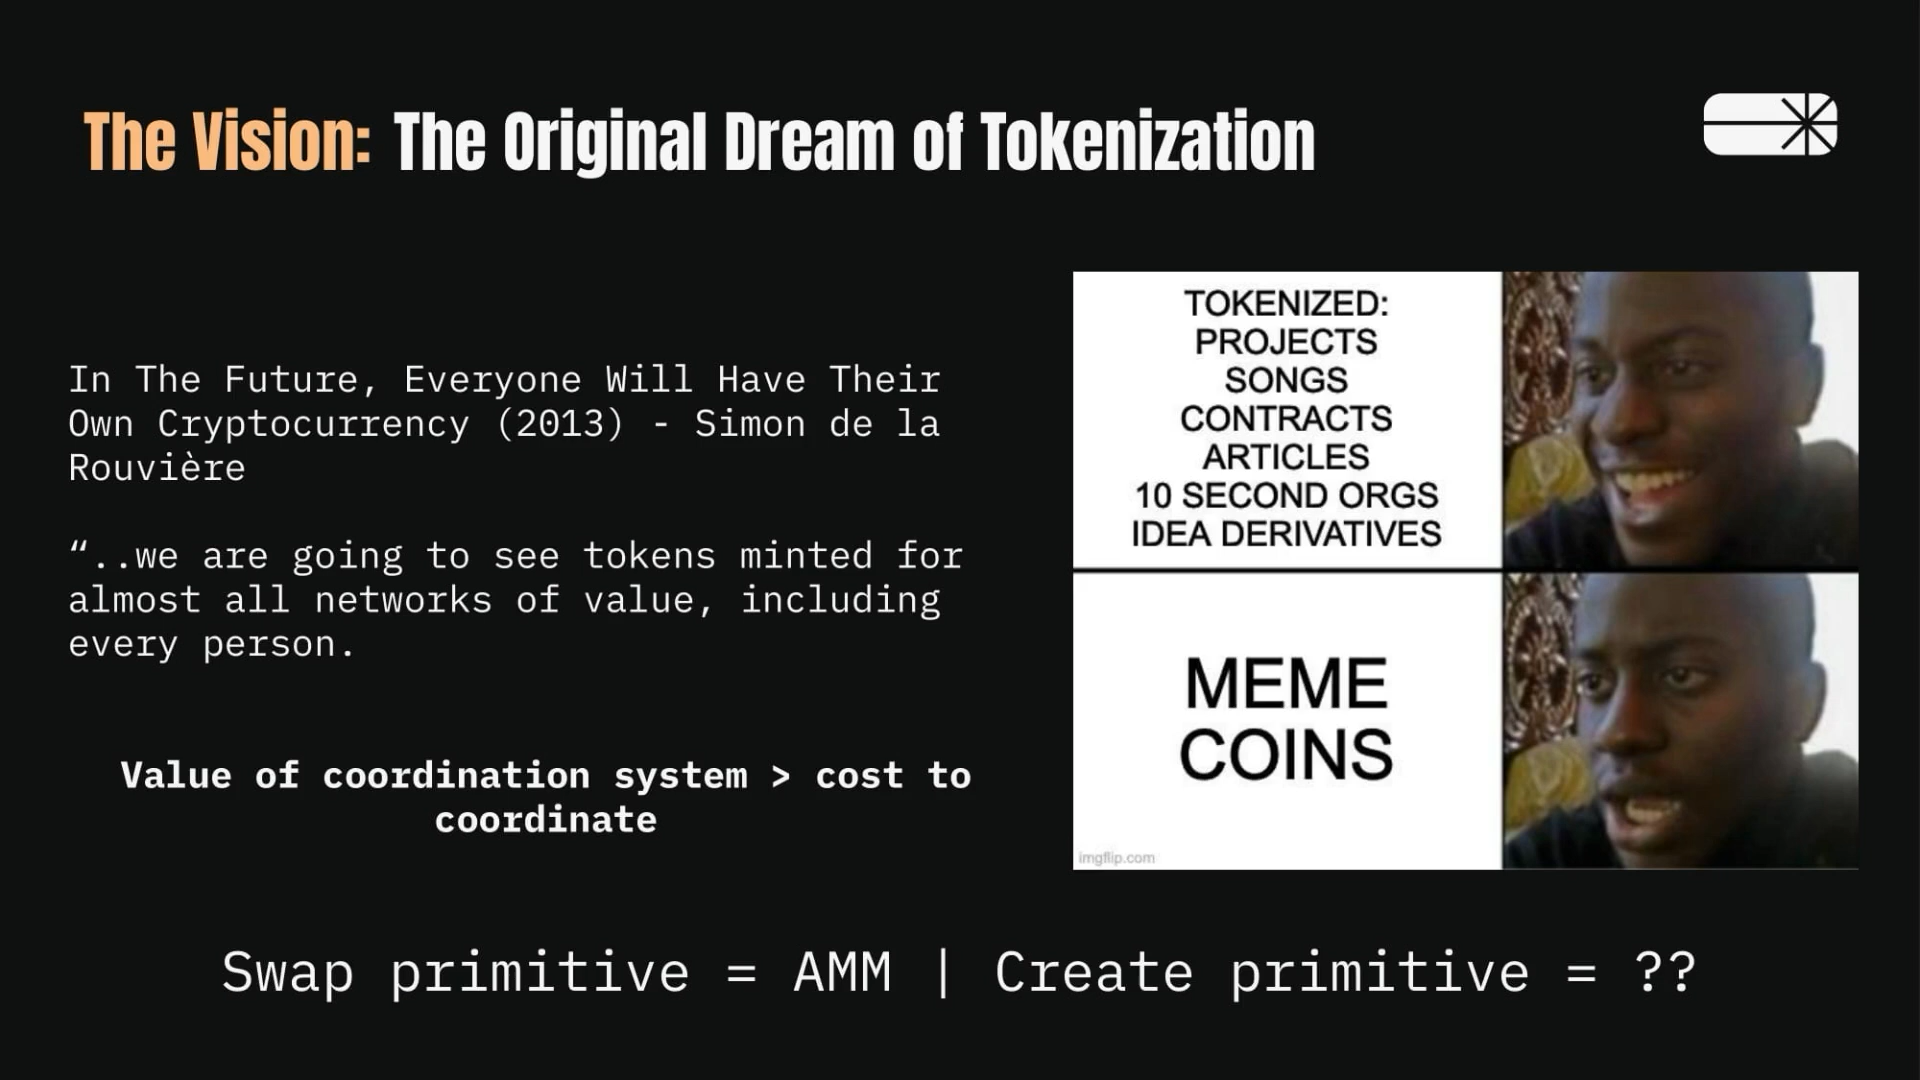 The Vision: The Original Dream of Tokenization
In The Future, Everyone Will Have Their
Own Cryptocurrency (2013) - Simon de la
Rouvière
“..we are going to see tokens minted for
almost all networks of value, including
every person.
Value of coordination system > cost to
coordinate
TOKENIZED:
PROJECTS
SONGS
CONTRACTS
ARTICLES
10 SECOND ORGS
IDEA DERIVATIVES
MEME
COINS
imgflip.com
Swap primitive = AMM | Create primitive = ??